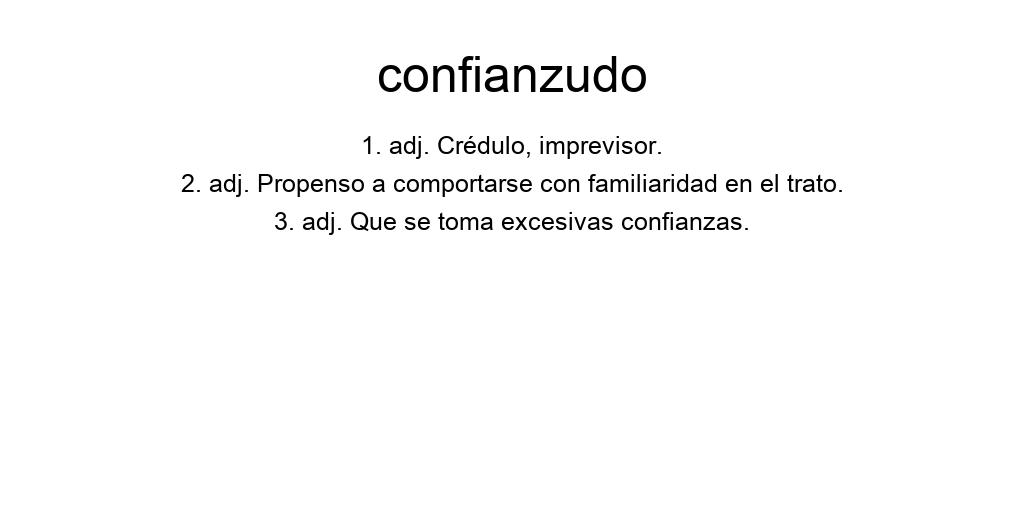 confianzudo
1. adj. Crédulo, imprevisor.
2. adj. Propenso a comportarse con familiaridad en el trato.
3. adj. Que se toma excesivas confianzas.